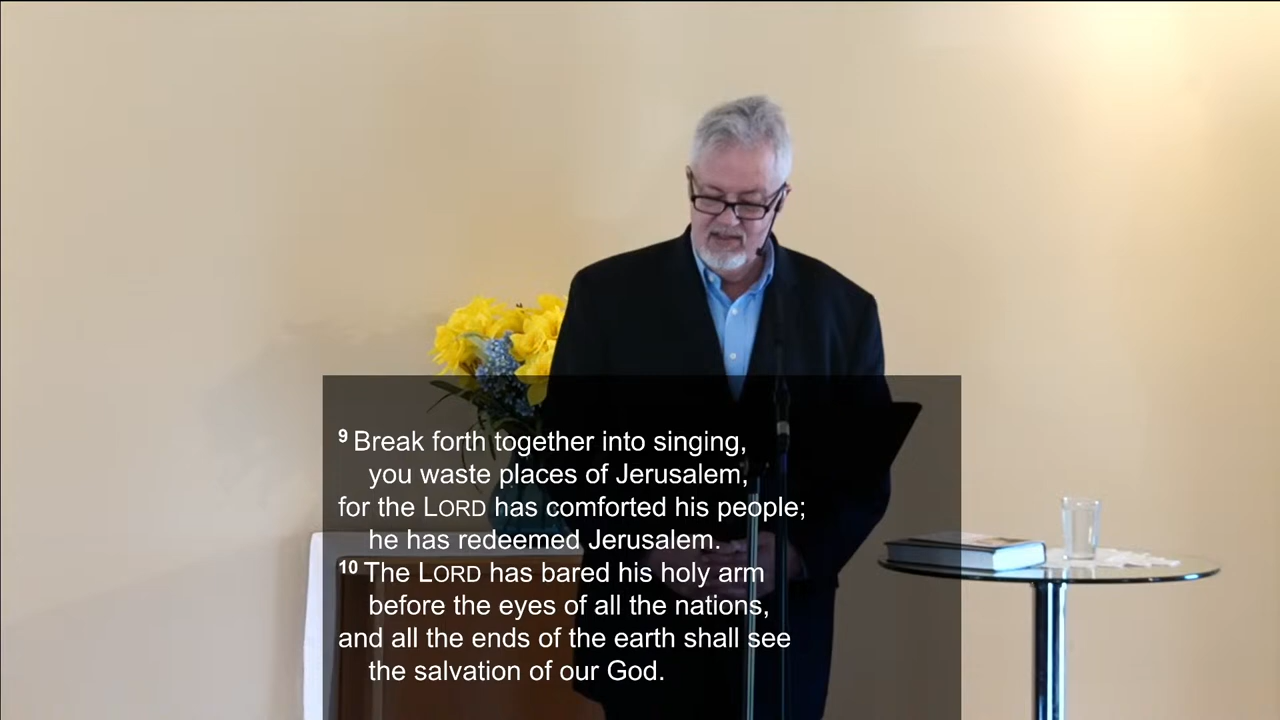 9 Break forth together into singing,
you waste places of Jerusalem,
for the LORD has comforted his people;
he has redeemed Jerusalem.
10 The LORD has bared his holy arm
before the eyes of all the nations,
and all the ends of the earth shall see
the salvation of our God.